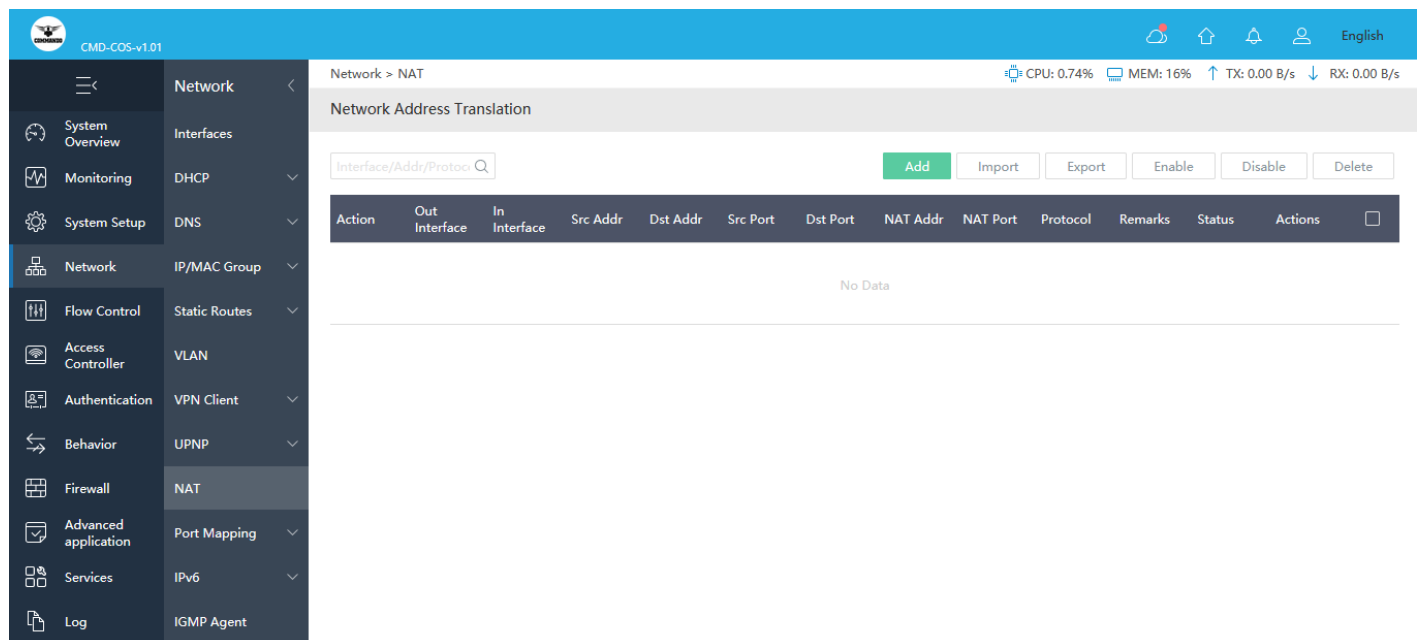 COMMANDO
CMD-COS-v1.01
English
Network
Network > NAT
CPU: 0.74%
MEM: 16%
TX: 0.00 B/s
RX: 0.00 B/s
Network Address Translation
System
Overview
Monitoring
System Setup
Network
Flow Control
Access
Controller
Authentication
Behavior
Firewall
Advanced
application
Services
Log
Interfaces
DHCP
DNS
IP/MAC Group
Static Routes
VLAN
VPN Client
UPNP
NAT
Port Mapping
IPv6
IGMP Agent
Interface/Addr/Protoco
Add
Import
Export
Enable
Disable
Delete
Action
Out
Interface
In
Interface
Src Addr
Dst Addr
Src Port
Dst Port
NAT Addr
NAT Port
Protocol
Remarks
Status
Actions
No Data